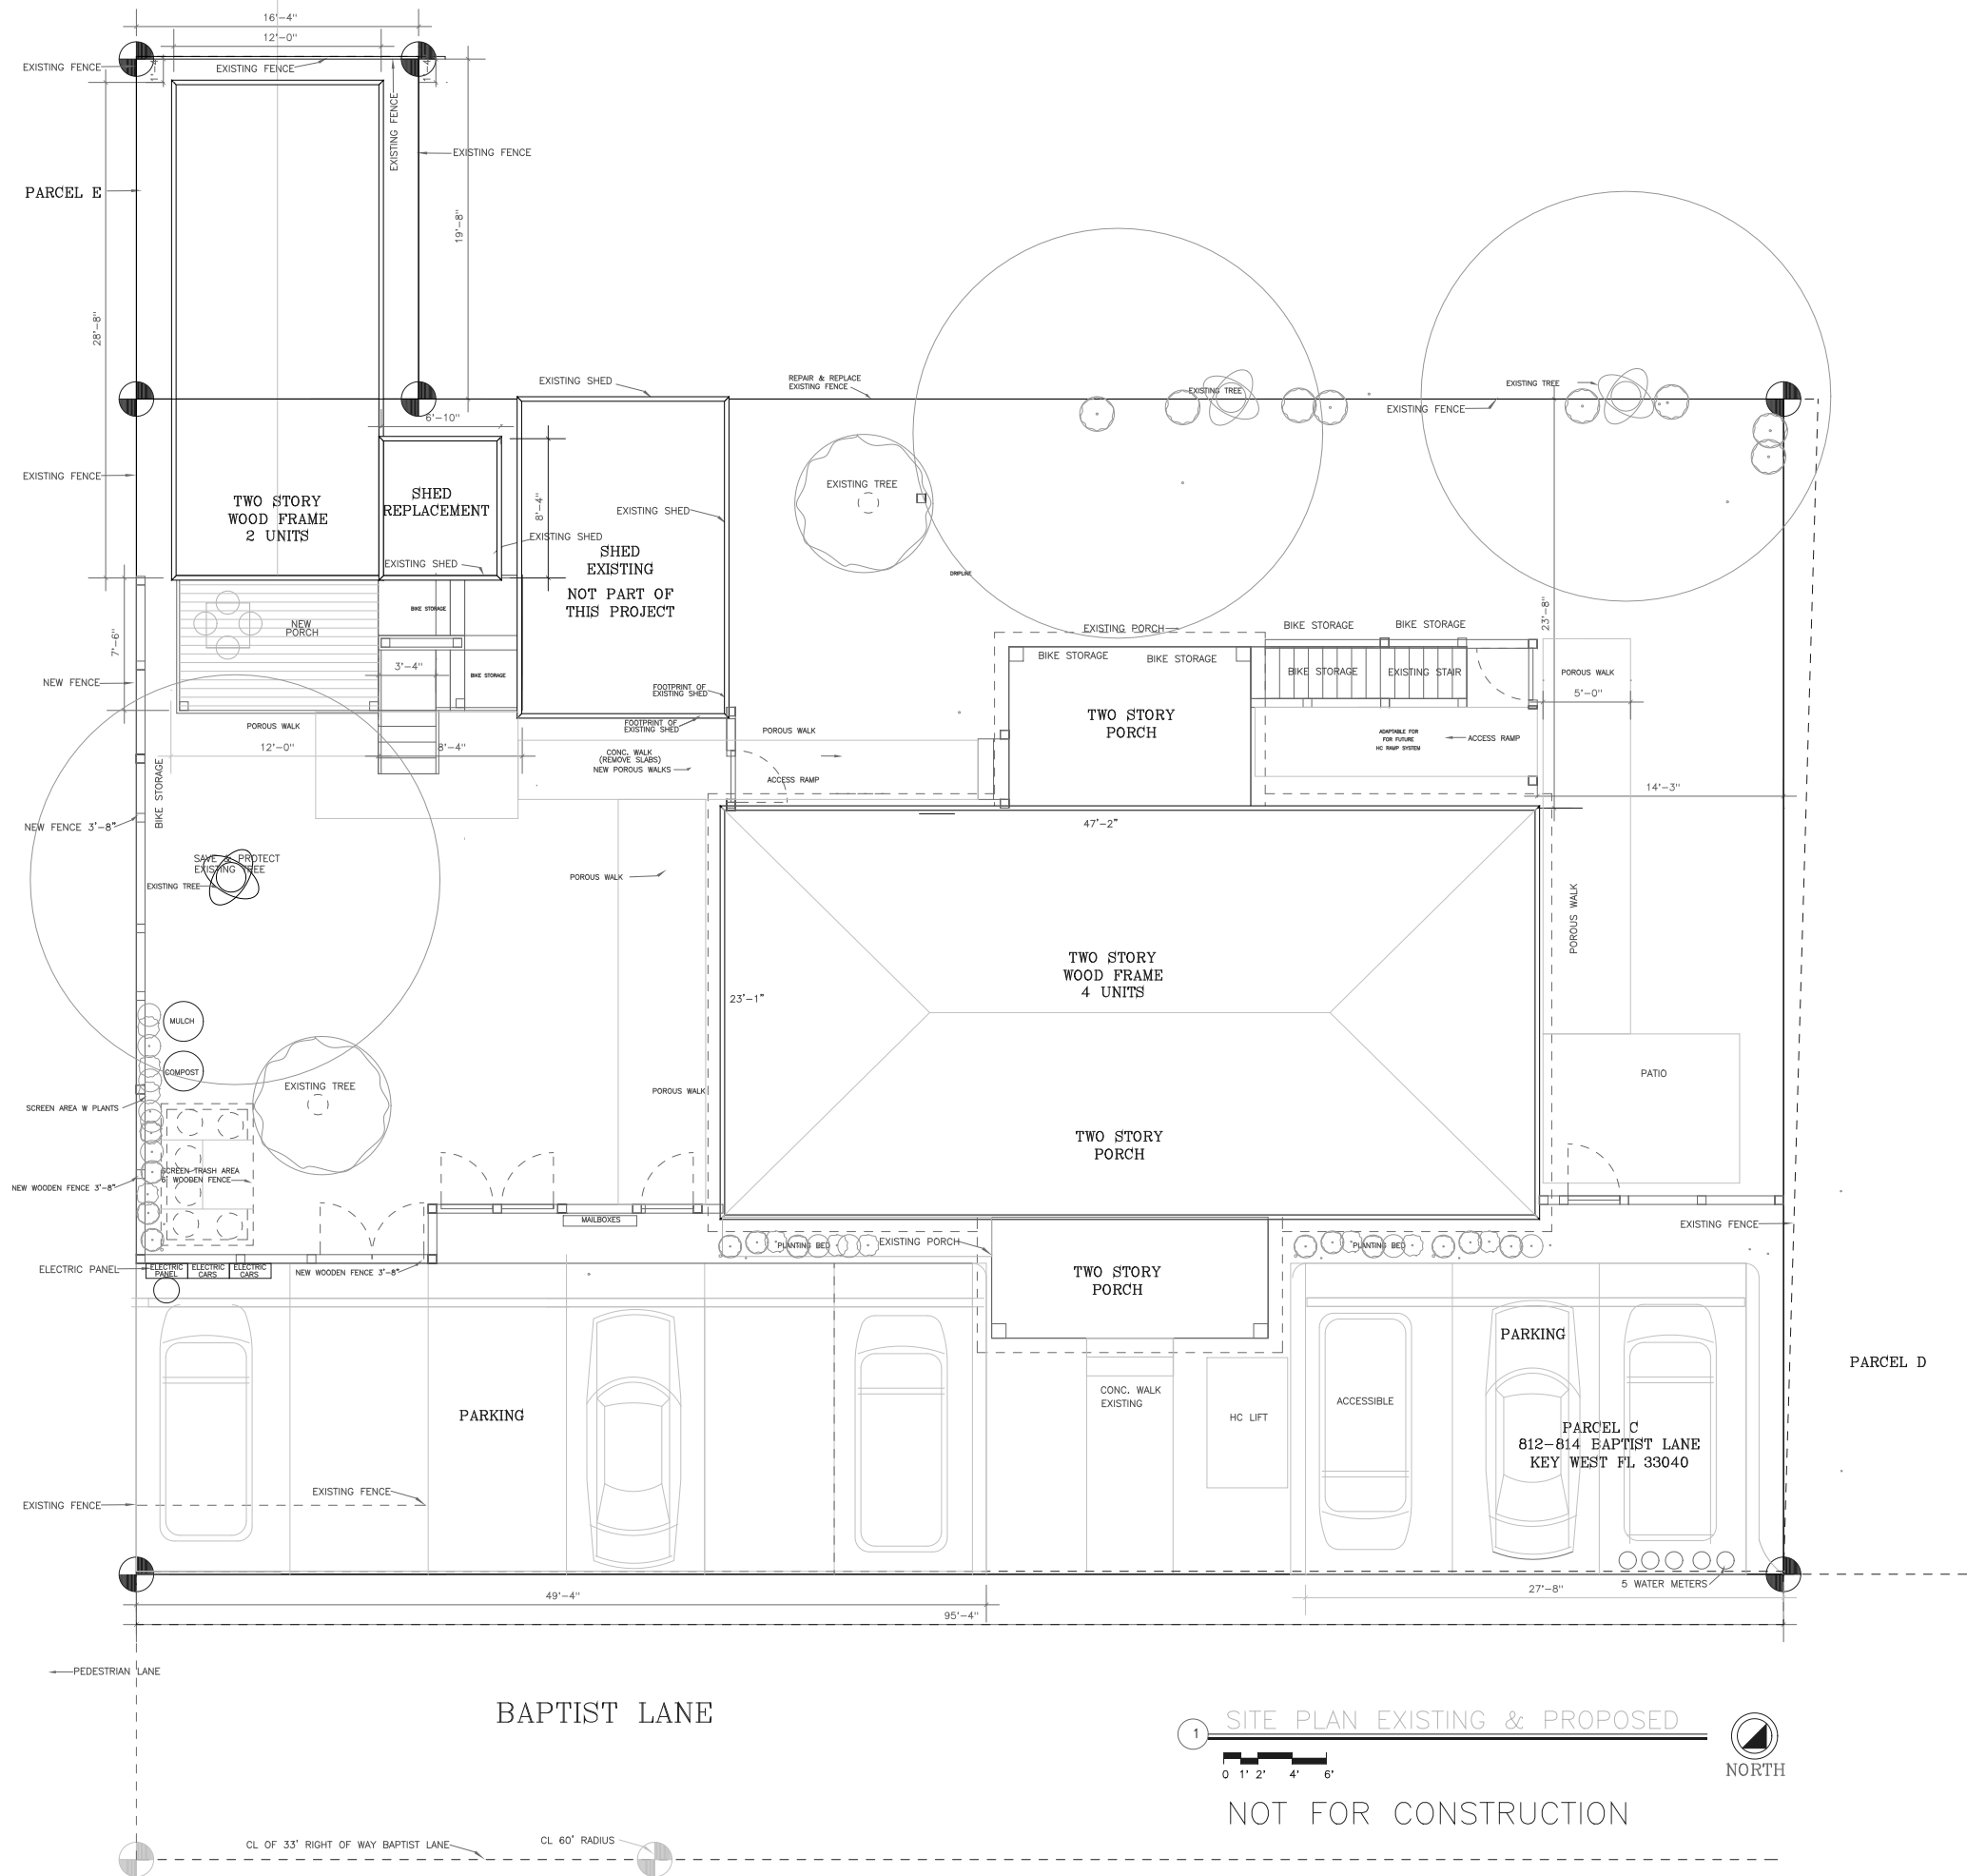 16'-4"
12'-0"
EXISTING FENCE
EXISTING FENCE
1'-4"
1'-4"
EXISTING FENCE
EXISTING FENCE
PARCEL E
19'-8"
28'-8"
EXISTING SHED
REPAIR & REPLACE
EXISTING FENCE
EXISTING TREE
EXISTING TREE
EXISTING FENCE
6'-10"
EXISTING FENCE
TWO STORY
WOOD FRAME
2 UNITS
SHED
REPLACEMENT
8'-4"
EXISTING SHED
EXISTING SHED
EXISTING SHED
SHED
EXISTING
NOT PART OF
THIS PROJECT
EXISTING TREE
DRIPLINE
23'-8"
BIKE STORAGE
NEW
PORCH
7'-6"
3'-4"
BIKE STORAGE
NEW FENCE
FOOTPRINT OF
EXISTING SHED
FOOTPRINT OF
EXISTING SHED
EXISTING PORCH
BIKE STORAGE
BIKE STORAGE
BIKE STORAGE
BIKE STORAGE
BIKE STORAGE
EXISTING STAIR
POROUS WALK
5'-0"
TWO STORY
PORCH
ADAPTABLE FOR
FOR FUTURE
HC RAMP SYSTEM
ACCESS RAMP
POROUS WALK
12'-0"
8'-4"
POROUS WALK
CONC. WALK
(REMOVE SLABS)
NEW POROUS WALKS
ACCESS RAMP
14'-3"
BIKE STORAGE
NEW FENCE 3'-8"
47'-2"
SAVE & PROTECT
EXISTING TREE
EXISTING TREE
POROUS WALK
POROUS WALK
TWO STORY
WOOD FRAME
4 UNITS
23'-1"
MULCH
COMPOST
PATIO
EXISTING TREE
POROUS WALK
SCREEN AREA W PLANTS
TWO STORY
PORCH
SCREEN TRASH AREA
6' WOODEN FENCE
NEW WOODEN FENCE 3'-8"
MAILBOXES
EXISTING FENCE
PLANTING BED
EXISTING PORCH
PLANTING BED
ELECTRIC PANEL
ELECTRIC
PANEL
ELECTRIC
CARS
ELECTRIC
CARS
NEW WOODEN FENCE 3'-8"
TWO STORY
PORCH
PARKING
PARCEL D
CONC. WALK
EXISTING
HC LIFT
ACCESSIBLE
PARKING
PARCEL C
812-814 BAPTIST LANE
KEY WEST FL 33040
EXISTING FENCE
EXISTING FENCE
5 WATER METERS
49'-4"
27'-8"
95'-4"
PEDESTRIAN LANE
BAPTIST LANE
1
SITE PLAN EXISTING & PROPOSED
0 1' 2' 4' 6'
NORTH
NOT FOR CONSTRUCTION
CL OF 33' RIGHT OF WAY BAPTIST LANE
CL 60' RADIUS